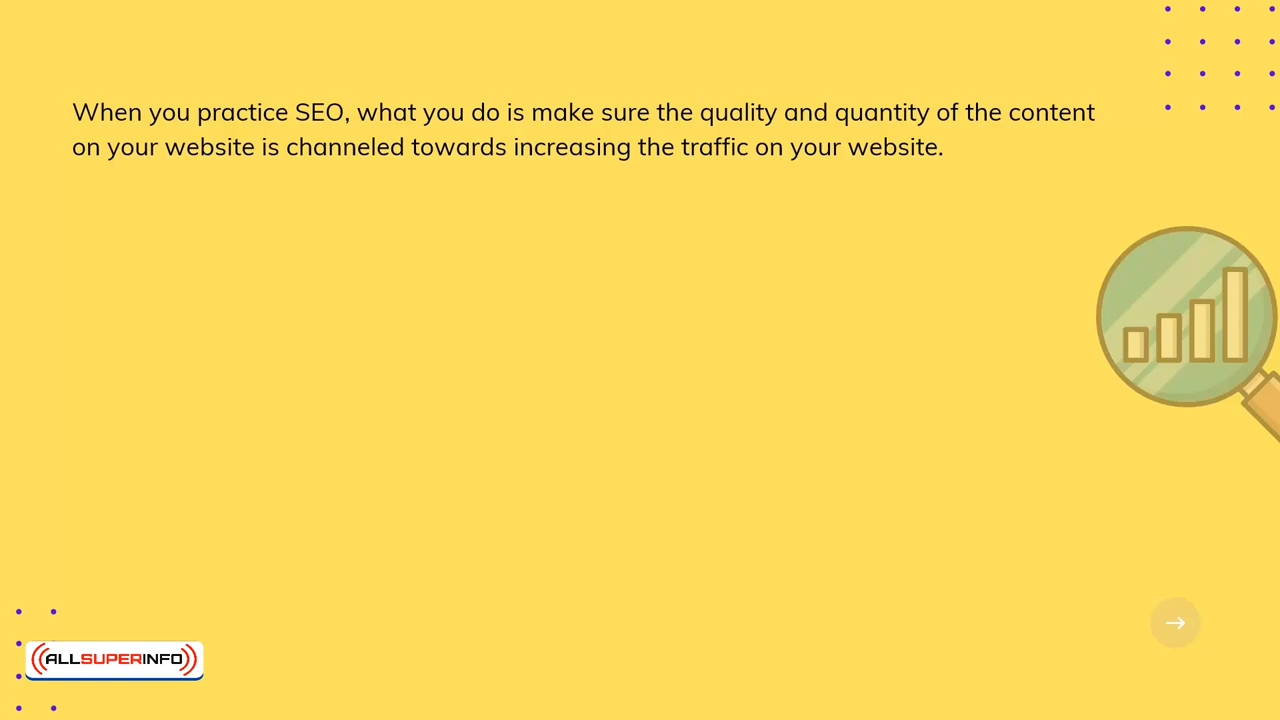 When you practice SEO, what you do is make sure the quality and quantity of the content
on your website is channeled towards increasing the traffic on your website.
ALLSUPERINFO